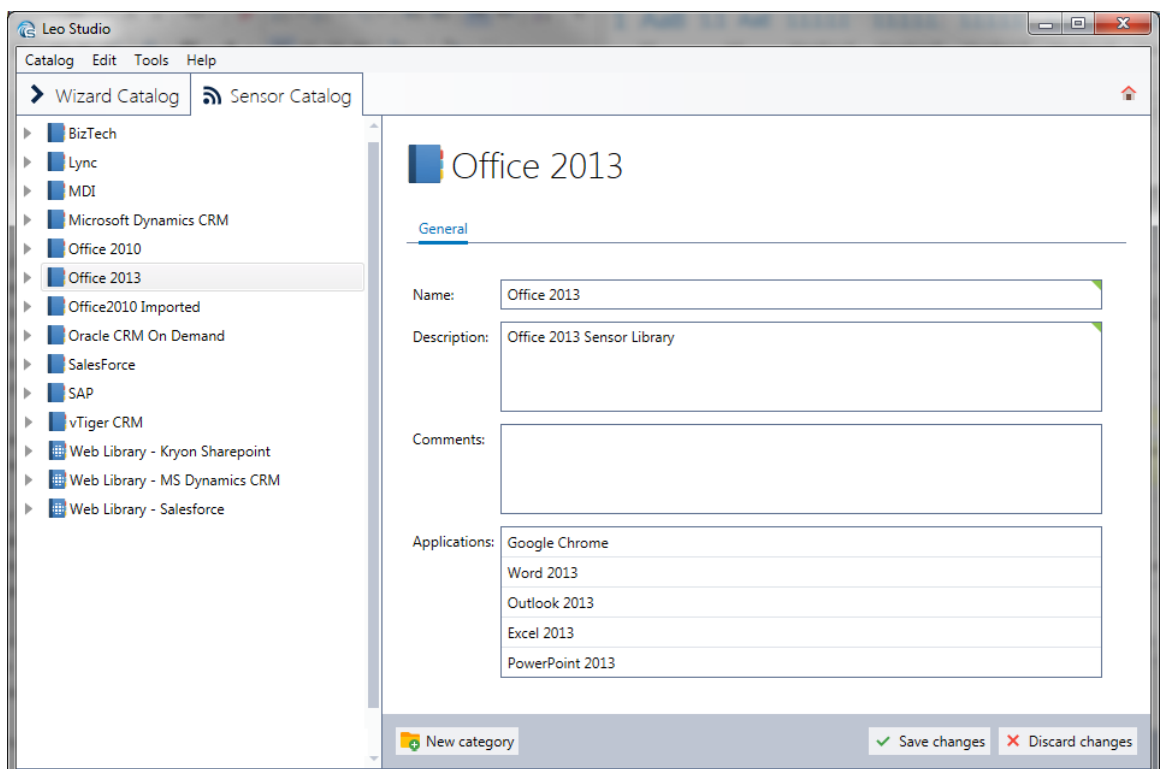 Leo Studio
Catalog Edit Tools Help
Wizard Catalog Sensor Catalog
BizTech
Lync
MDI
Microsoft Dynamics CRM
Office 2010
Office 2013
Office2010 Imported
Oracle CRM On Demand
SalesForce
SAP
vTiger CRM
Web Library - Kryon Sharepoint
Web Library - MS Dynamics CRM
Web Library - Salesforce
Office 2013
General
Name: Office 2013
Description: Office 2013 Sensor Library
Comments:
Applications: Google Chrome
Word 2013
Outlook 2013
Excel 2013
PowerPoint 2013
New category Save changes Discard changes